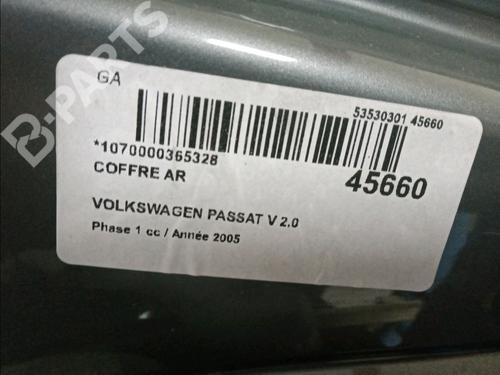 GA
53530301 45660
*1070000365328
COFFRE AR
45660
VOLKSWAGEN PASSAT V 2.0
Phase 1 cc / Année 2005
B-PARTS